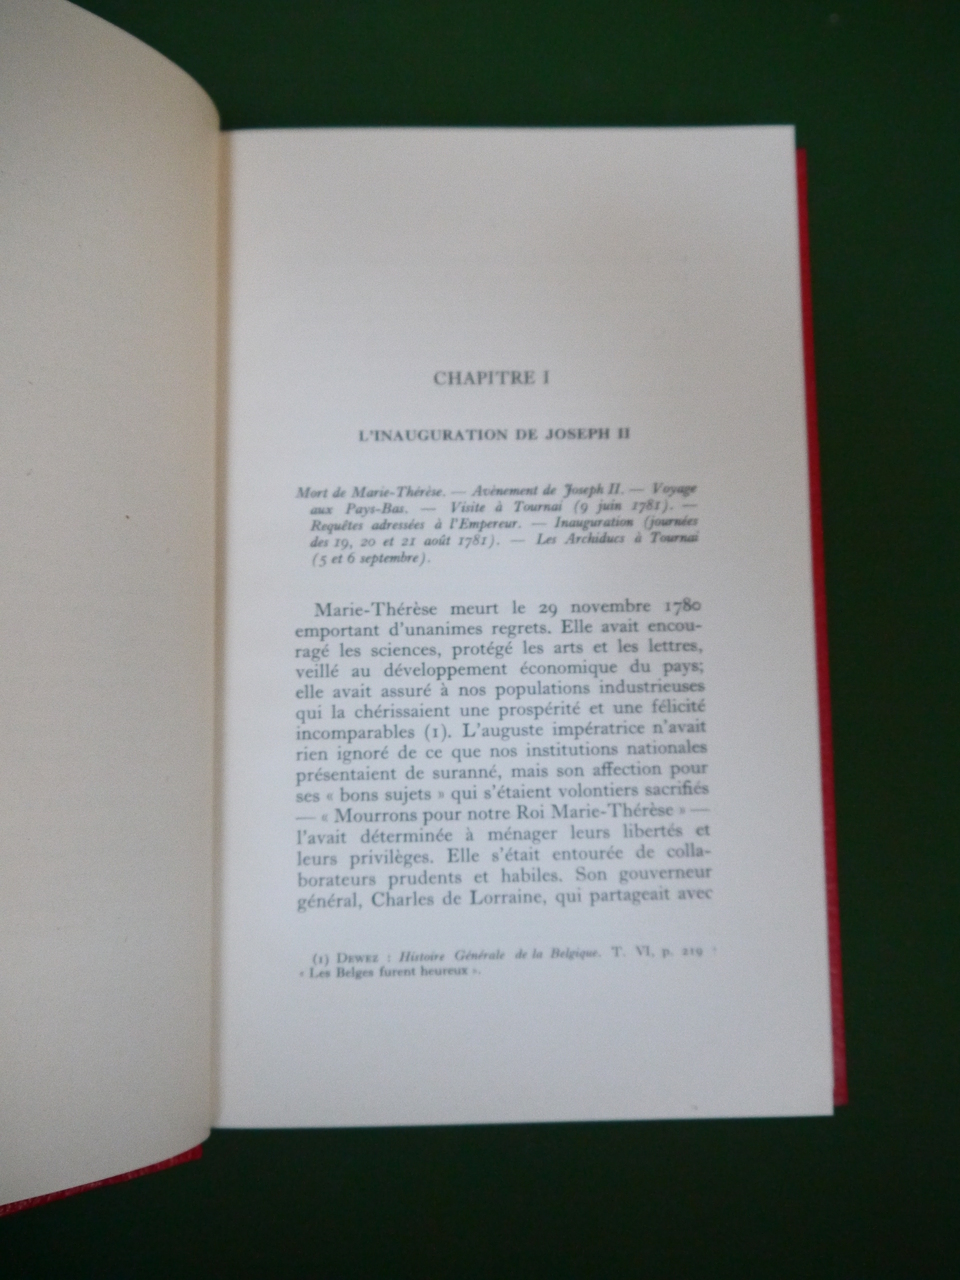 CHAPITRE I
L'INAUGURATION DE JOSEPH II
Mort de Marie-Thérèse. — Avènement de Joseph II. — Voyage
aux Pays-Bas. — Visite à Tournai (9 juin 1781). —
Requêtes adressées à l'Empereur. — Inauguration (journées
des 19, 20 et 21 août 1781). — Les Archiducs à Tournai
(5 et 6 septembre).
Marie-Thérèse meurt le 29 novembre 1780
emportant d'unanimes regrets. Elle avait encou-
ragé les sciences, protégé les arts et les lettres,
veillé au développement économique du pays;
elle avait assuré à nos populations industrieuses
qui la chérissaient une prospérité et une félicité
incomparables (1). L'auguste impératrice n'avait
rien ignoré de ce que nos institutions nationales
présentaient de suranné, mais son affection pour
ses « bons sujets » qui s'étaient volontiers sacrifiés
— « Mourrons pour notre Roi Marie-Thérèse » —
l'avait déterminée à ménager leurs libertés et
leurs privilèges. Elle s'était entourée de colla-
borateurs prudents et habiles. Son gouverneur
général, Charles de Lorraine, qui partageait avec
(1) DEWEZ : Histoire Générale de la Belgique. T. VI, p. 219 :
« Les Belges furent heureux ».